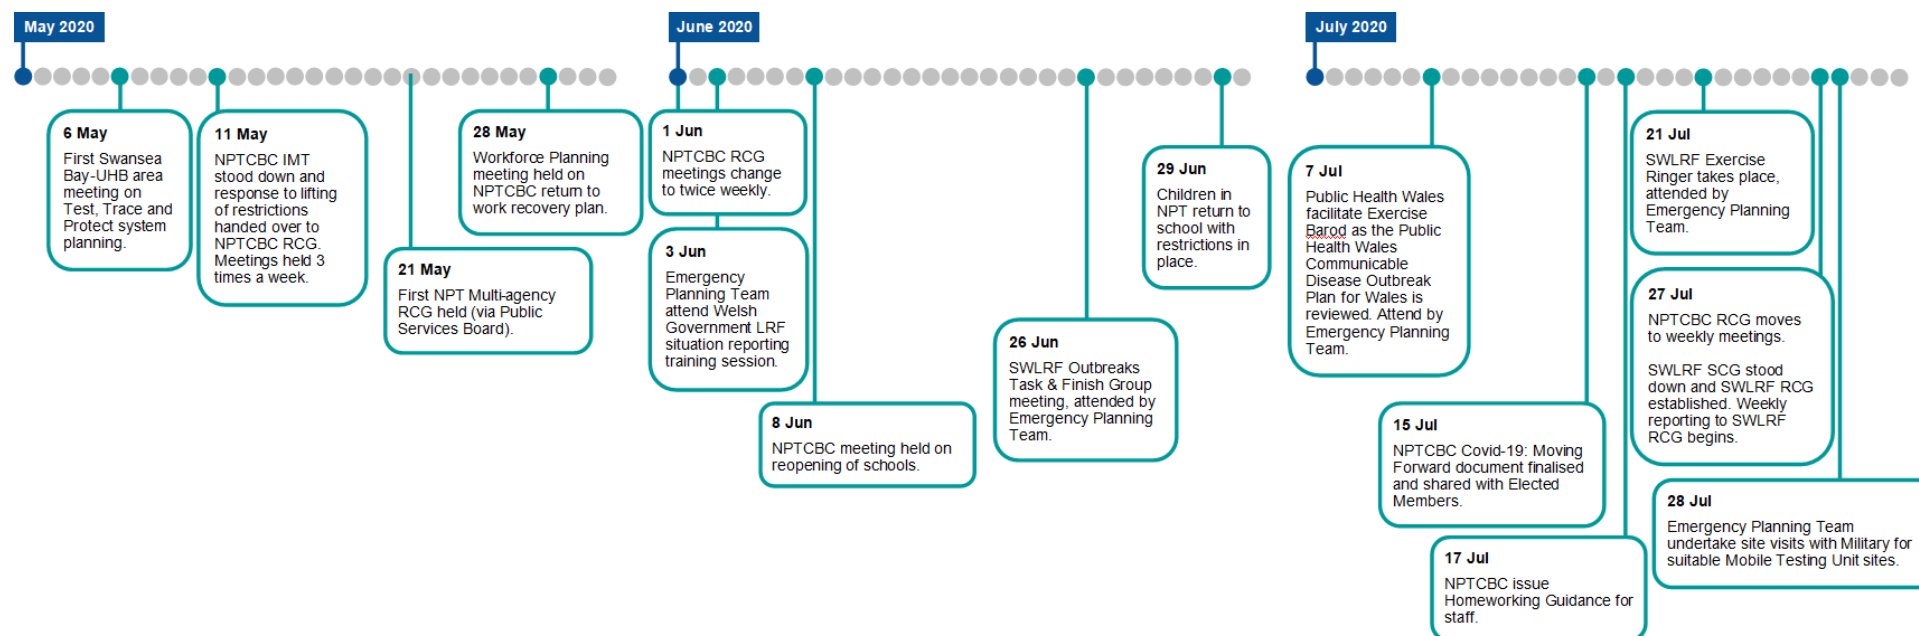 May 2020
6 May
First Swansea
Bay-UHB area
meeting on
Test, Trace and
Protect system
planning.
11 May
NPTCBC IMT
stood down and
response to lifting
of restrictions
handed over to
NPTCBC RCG.
Meetings held 3
times a week.
21 May
First NPT Multi-agency
RCG held (via Public
Services Board).
28 May
Workforce Planning
meeting held on
NPTCBC return to
work recovery plan.
June 2020
1 Jun
NPTCBC RCG
meetings change
to twice weekly.
3 Jun
Emergency
Planning Team
attend Welsh
Government LRF
situation reporting
training session.
8 Jun
NPTCBC meeting held on
reopening of schools.
26 Jun
SWLRF Outbreaks
Task & Finish Group
meeting, attended by
Emergency Planning
Team.
29 Jun
Children in
NPT return to
school with
restrictions in
place.
July 2020
7 Jul
Public Health Wales
facilitate Exercise
Barod as the Public
Health Wales
Communicable
Disease Outbreak
Plan for Wales is
reviewed. Attend by
Emergency Planning
Team.
15 Jul
NPTCBC Covid-19: Moving
Forward document finalised
and shared with Elected
Members.
17 Jul
NPTCBC issue
Homeworking Guidance for
staff.
21 Jul
SWLRF Exercise
Ringer takes place,
attended by
Emergency Planning
Team.
27 Jul
NPTCBC RCG moves
to weekly meetings.
SWLRF SCG stood
down and SWLRF RCG
established. Weekly
reporting to SWLRF
RCG begins.
28 Jul
Emergency Planning Team
undertake site visits with Military for
suitable Mobile Testing Unit sites.